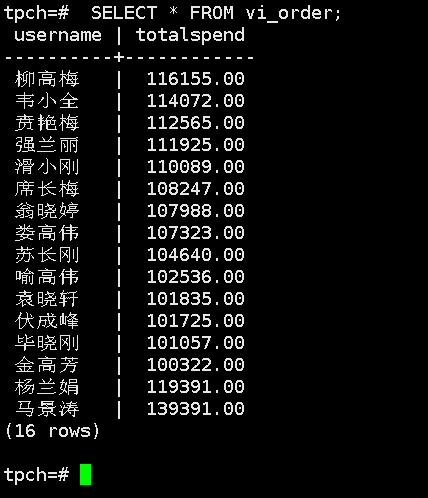 tpch=#  SELECT * FROM vi_order;
 username | totalspend
----------+------------
 柳高梅   |  116155.00
 韦小全   |  114072.00
 贲艳梅   |  112565.00
 强兰丽   |  111925.00
 滑小刚   |  110089.00
 席长梅   |  108247.00
 翁晓婷   |  107988.00
 娄高伟   |  107323.00
 苏长刚   |  104640.00
 喻高伟   |  102536.00
 袁晓轩   |  101835.00
 伏成峰   |  101725.00
 毕晓刚   |  101057.00
 金高芳   |  100322.00
 杨兰娟   |  119391.00
 马景涛   |  139391.00
(16 rows)
tpch=#